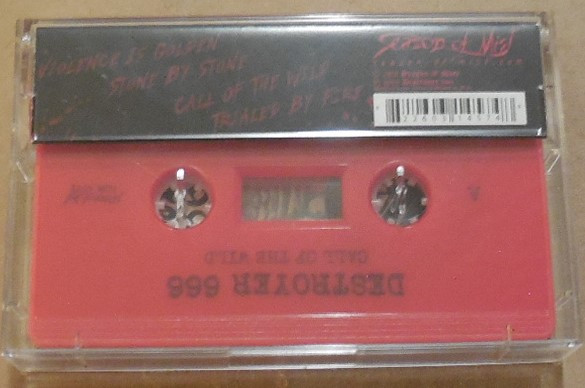 VIOLENCE IS GOLDEN
STONE BY STONE
CALL OF THE WILD
TRIALED BY FIRE
Season of Mist
DESTROYER 666
CALL OF THE WILD
A